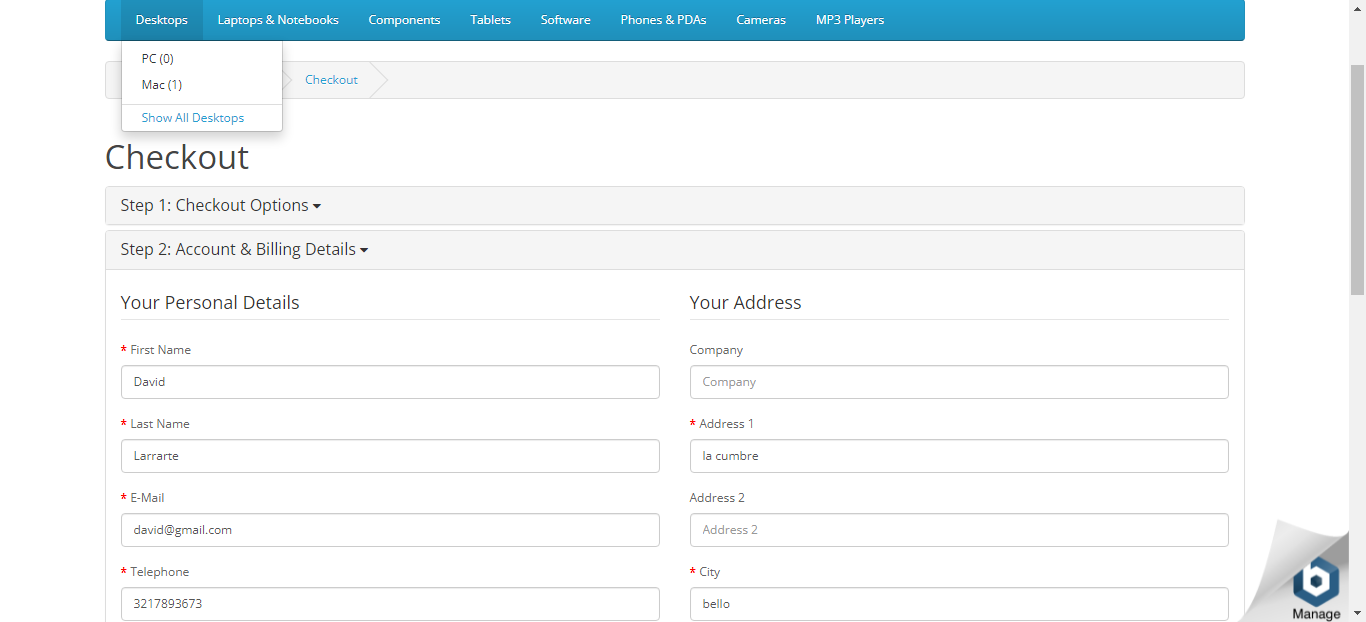 Desktops Laptops & Notebooks Components Tablets Software Phones & PDAs Cameras MP3 Players
PC (0)
Mac (1)
Show All Desktops
Checkout
Checkout
Step 1: Checkout Options
Step 2: Account & Billing Details
Your Personal Details
* First Name
David
* Last Name
Larrarte
* E-Mail
david@gmail.com
* Telephone
3217893673
Your Address
Company
Company
* Address 1
la cumbre
Address 2
Address 2
* City
bello
b
Manage